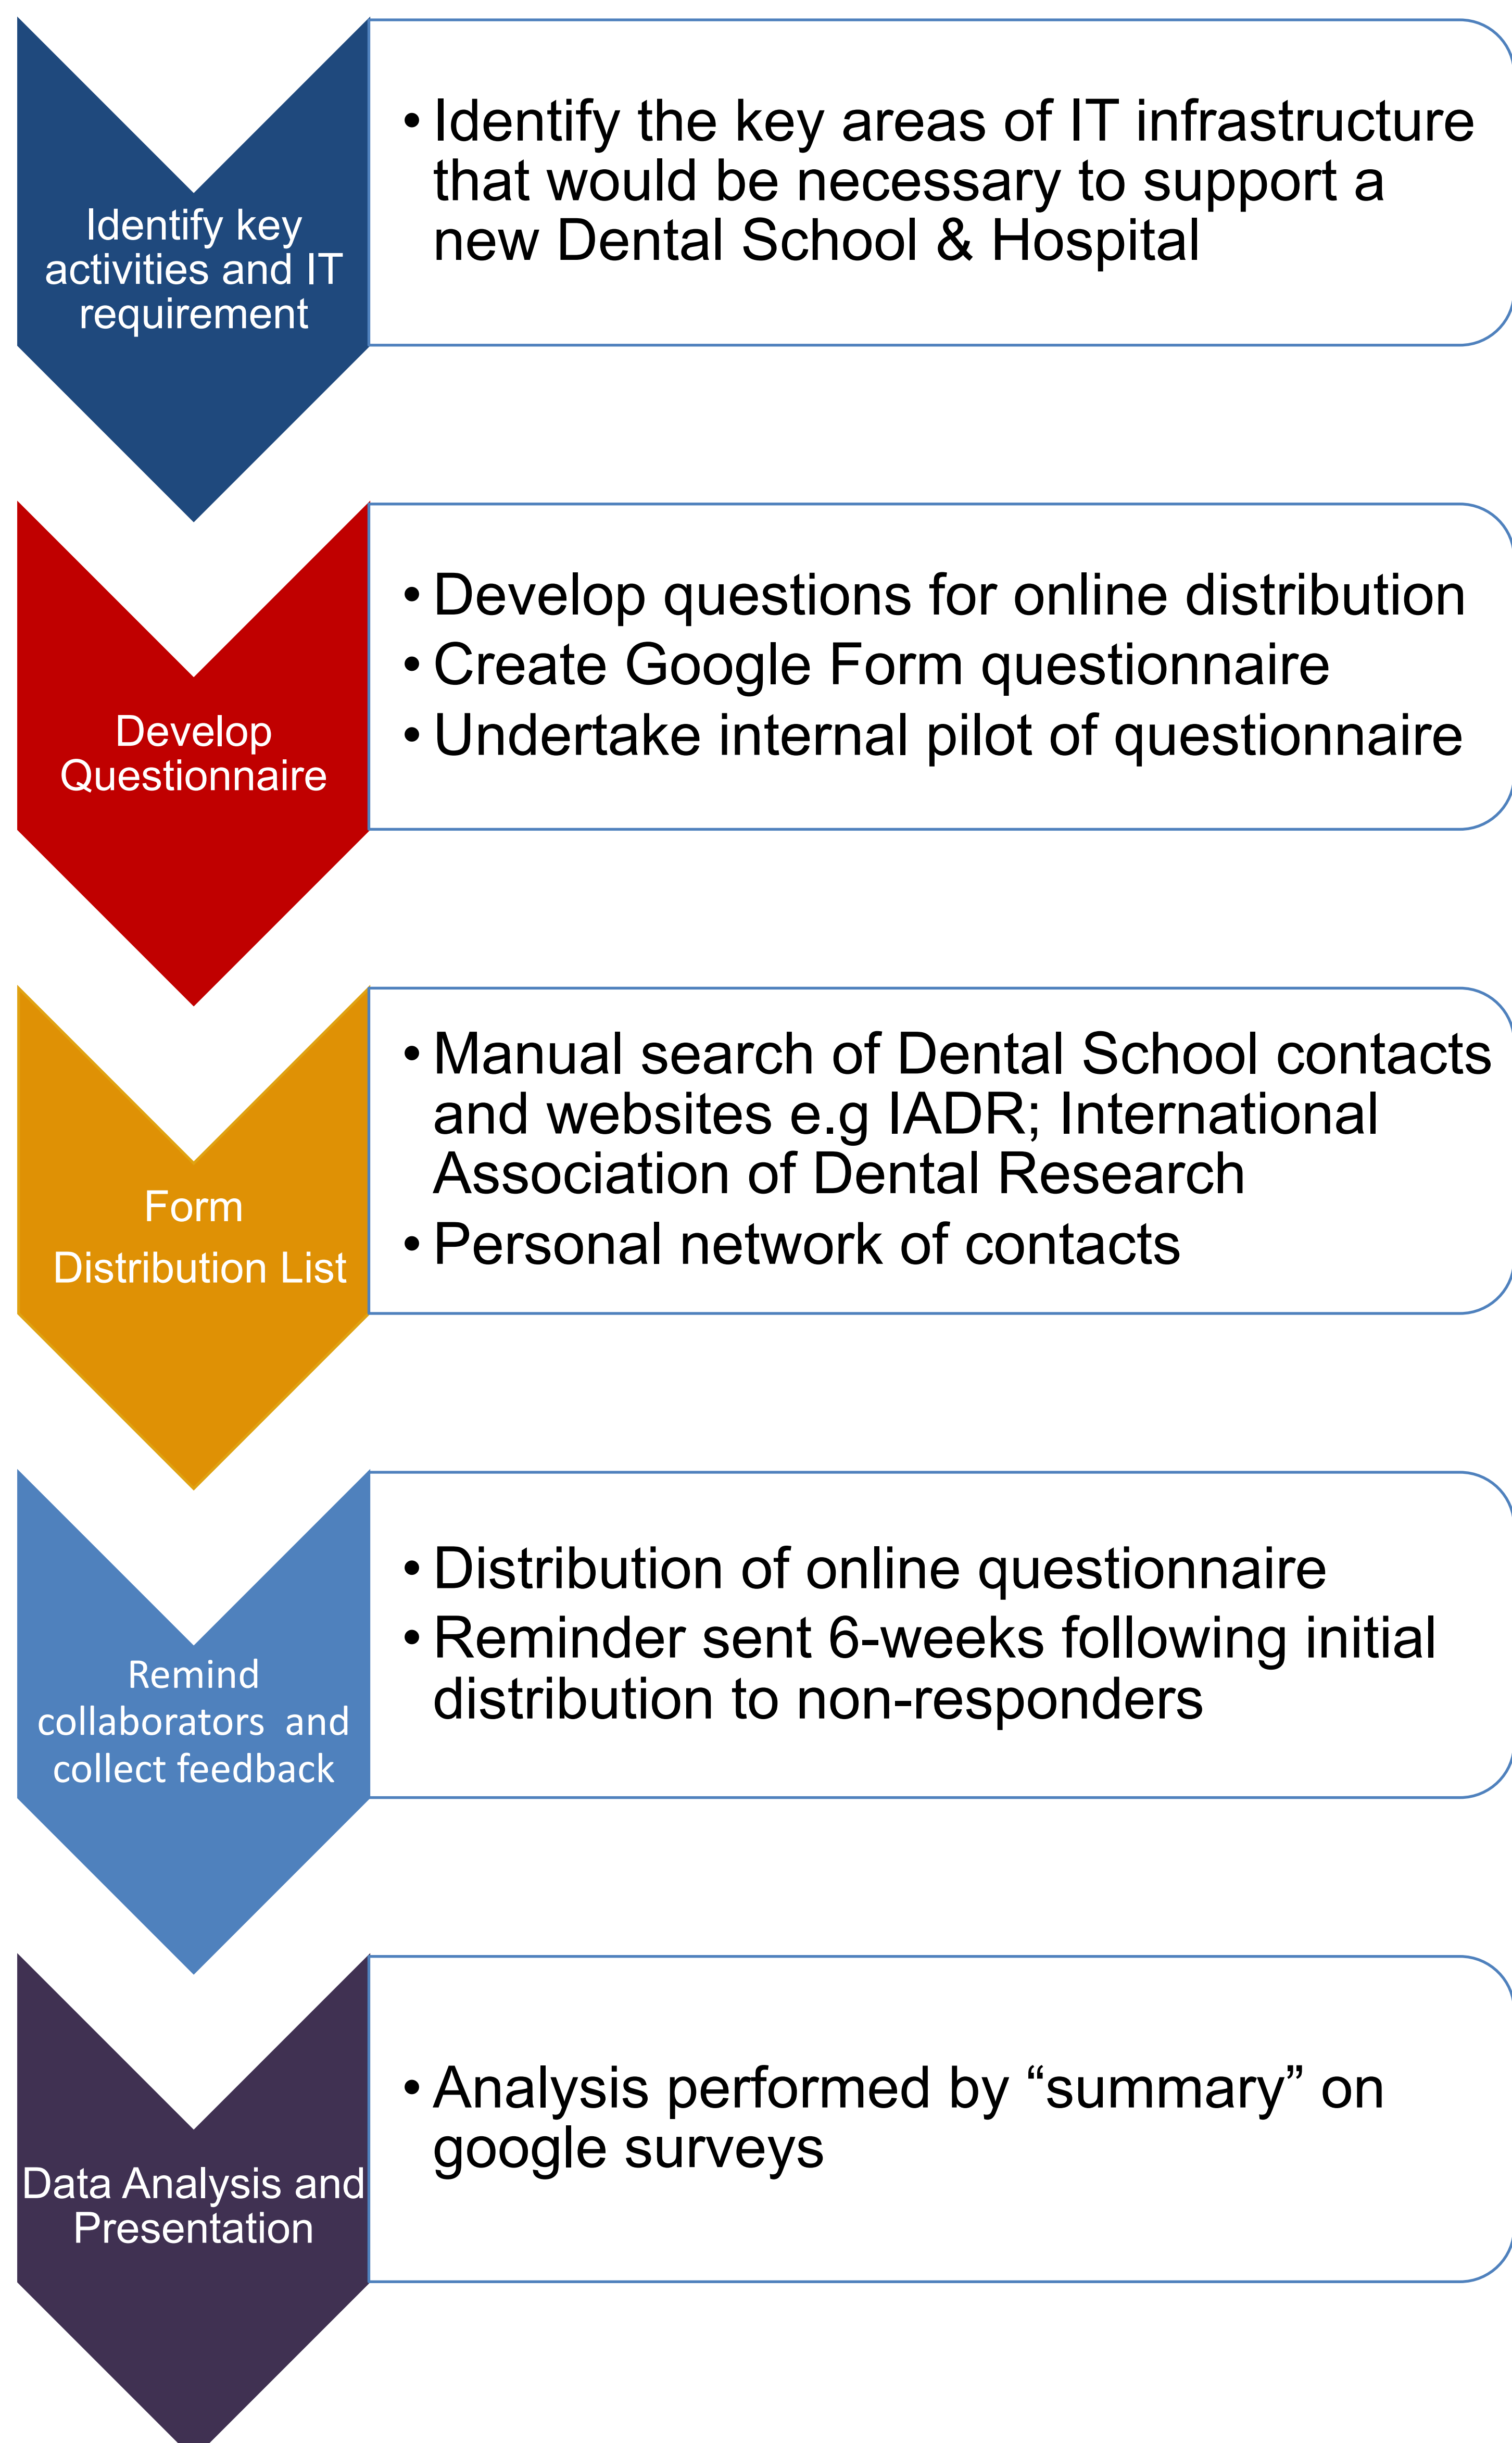 Identify key
activities and IT
requirement
• Identify the key areas of IT infrastructure
that would be necessary to support a
new Dental School & Hospital
Develop
Questionnaire
• Develop questions for online distribution
• Create Google Form questionnaire
• Undertake internal pilot of questionnaire
Form
Distribution List
• Manual search of Dental School contacts
and websites e.g IADR; International
Association of Dental Research
• Personal network of contacts
Remind
collaborators and
collect feedback
• Distribution of online questionnaire
• Reminder sent 6-weeks following initial
distribution to non-responders
Data Analysis and
Presentation
• Analysis performed by “summary” on
google surveys